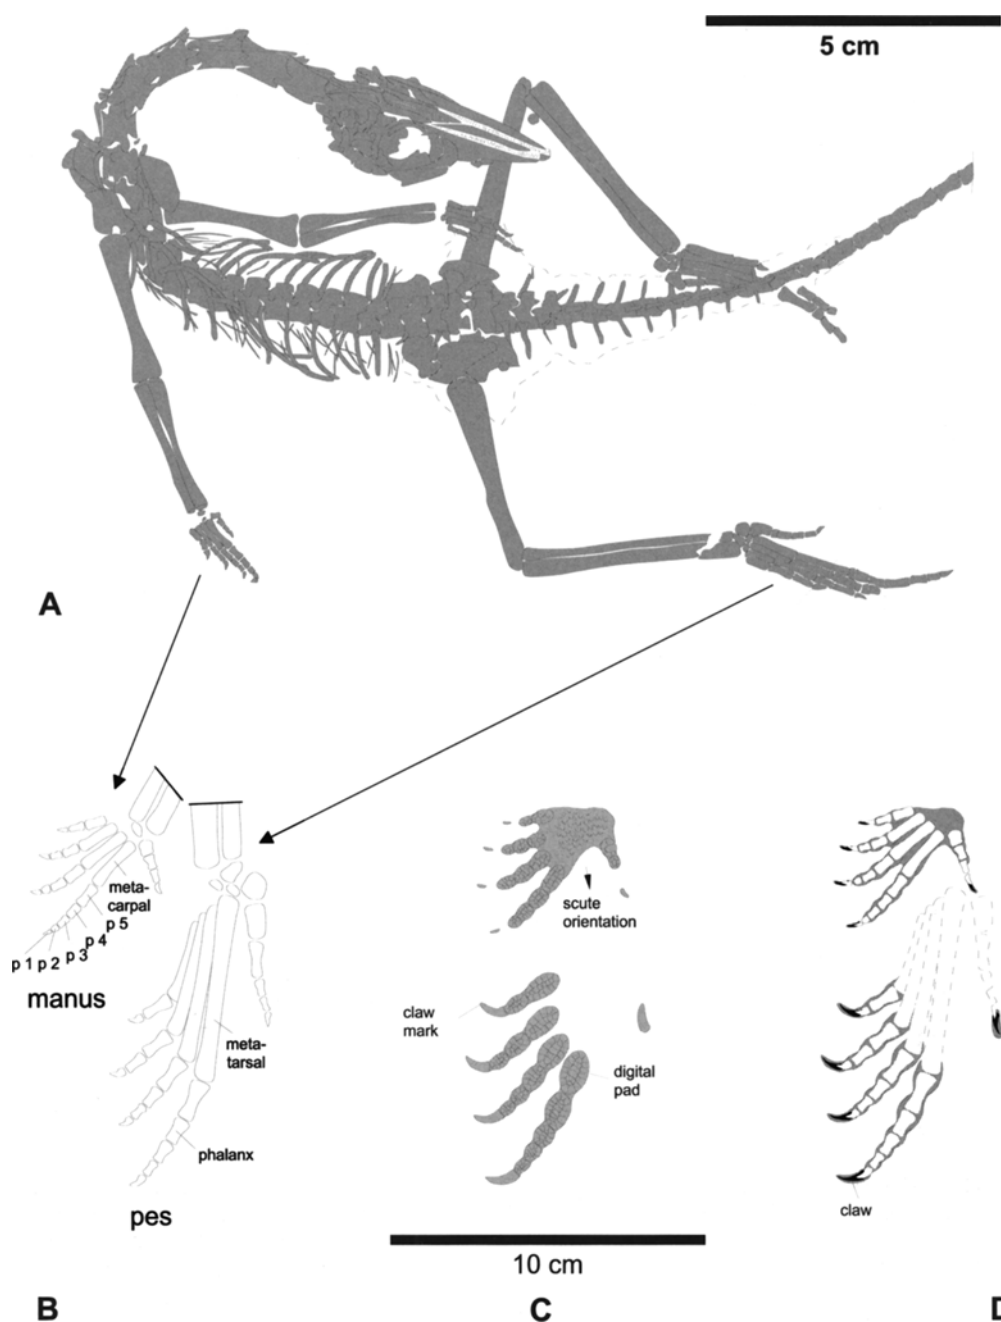 5 cm
A
meta-
carpal
p 5
p 4
p 3
p 2
p 1
manus
meta-
tarsal
phalanx
pes
scute
orientation
claw
mark
digital
pad
claw
10 cm
B
C
D